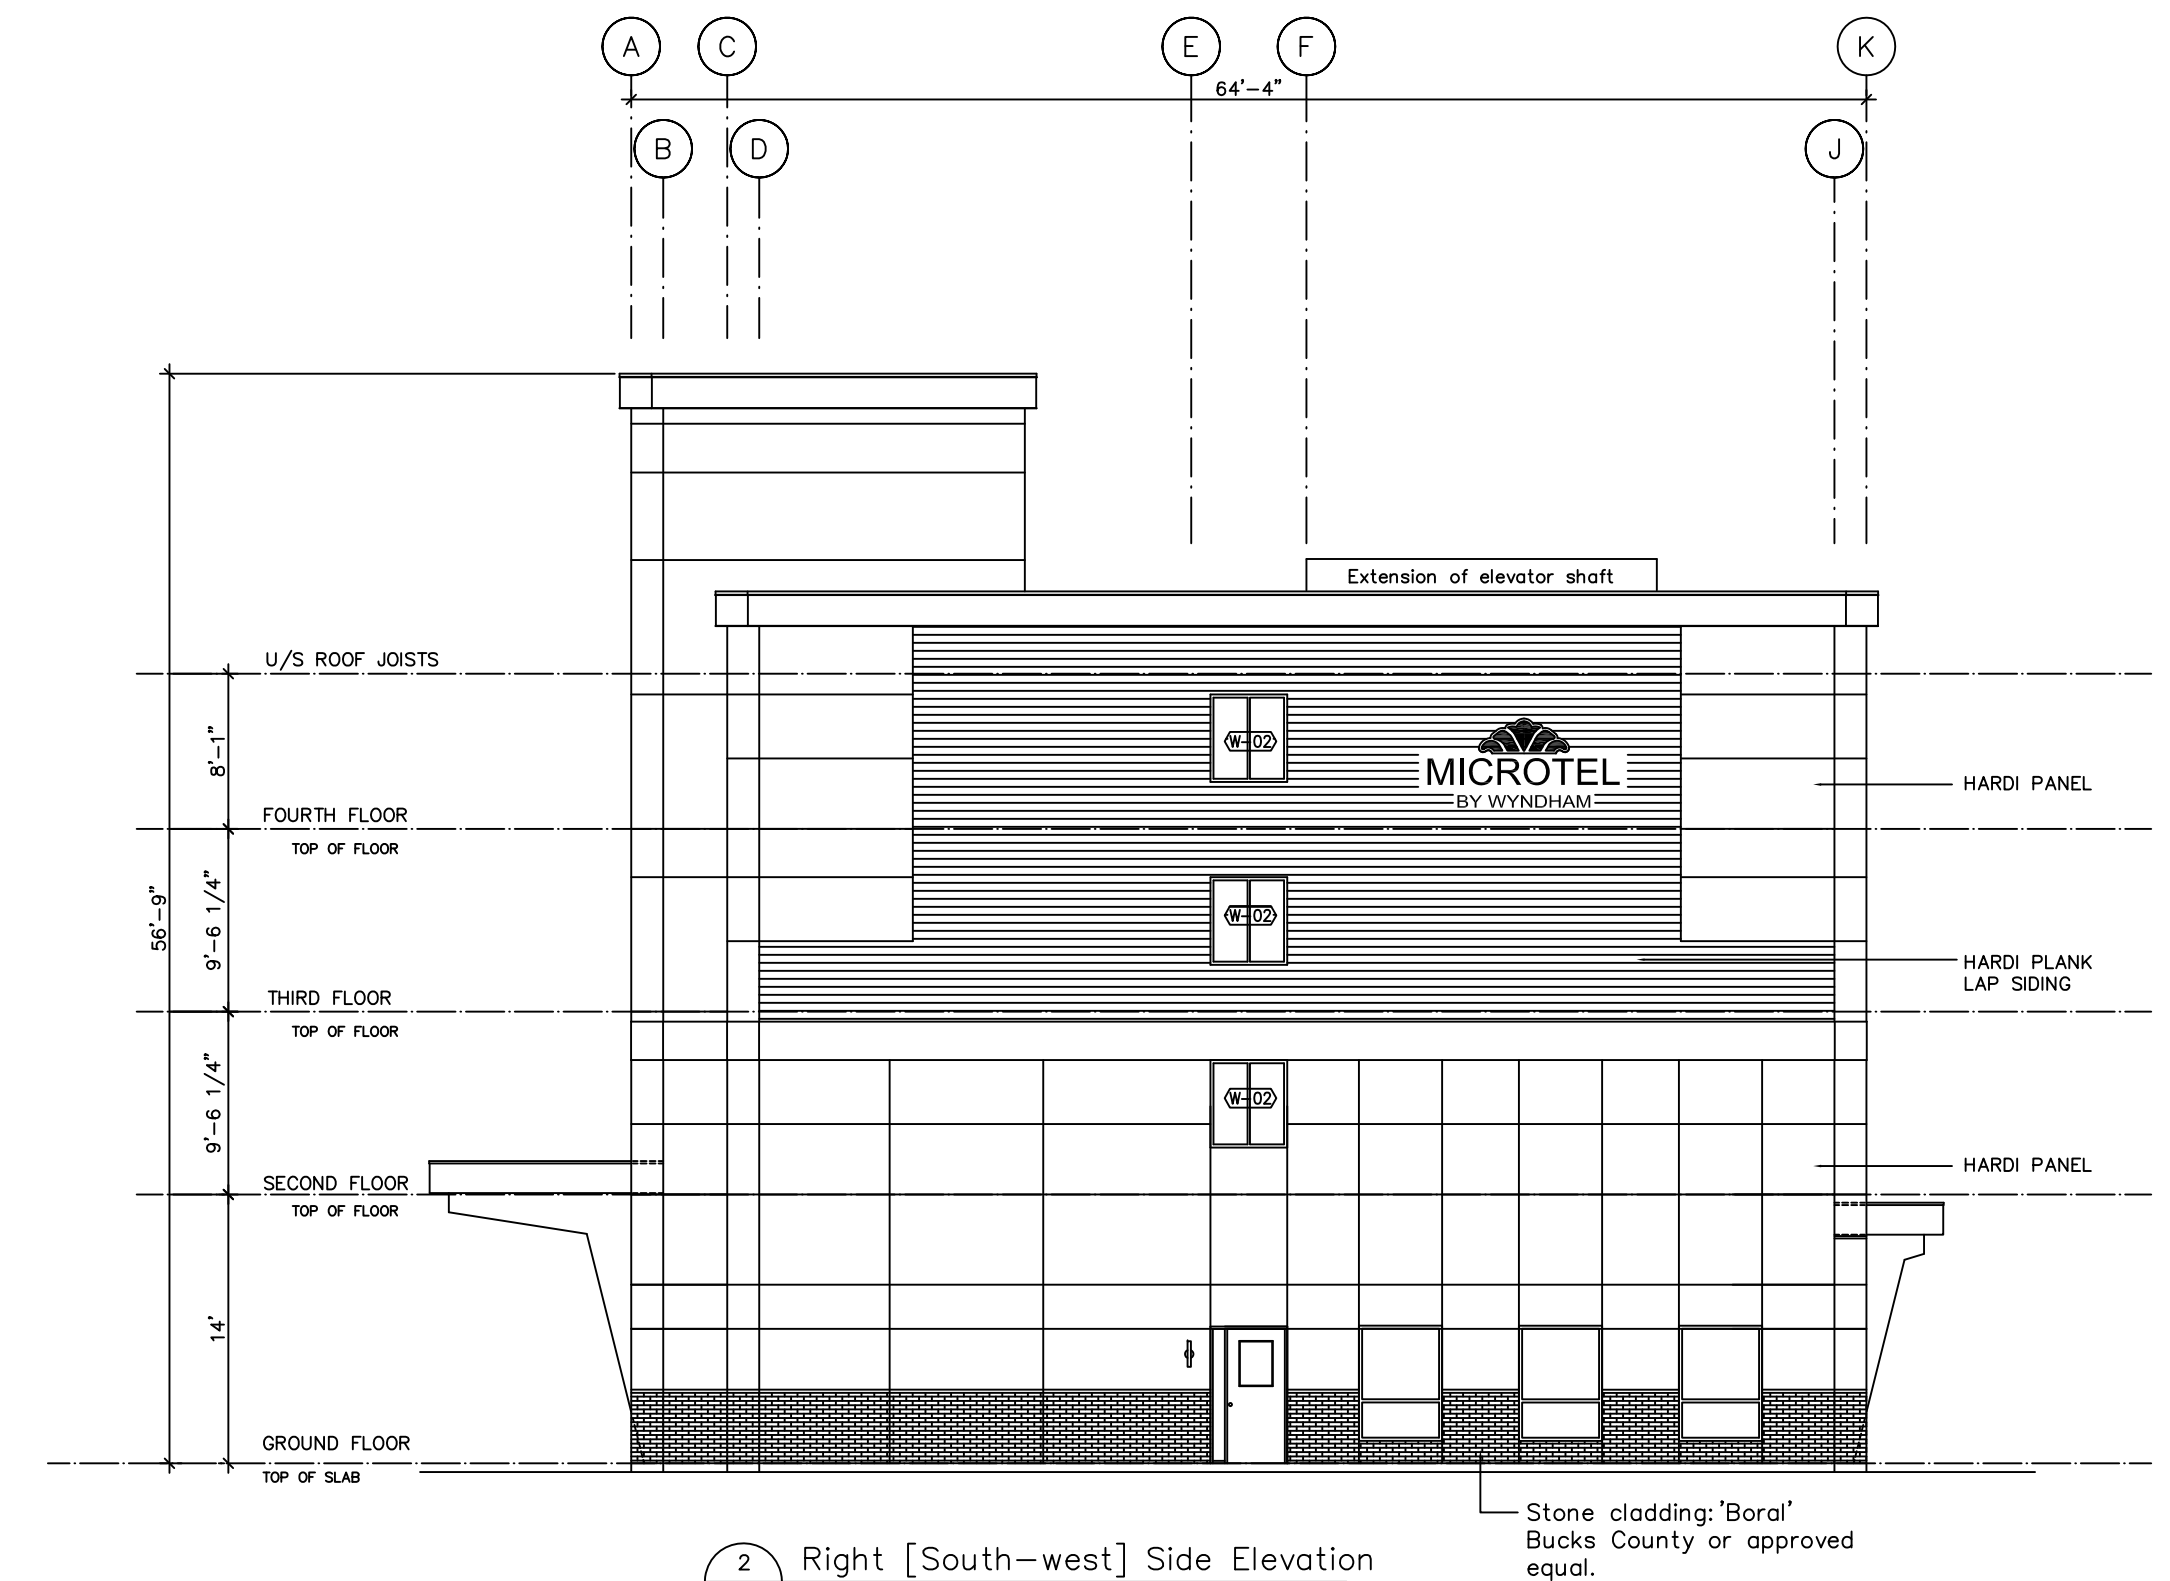 A
C
E
F
K
64'-4"
B
D
J
Extension of elevator shaft
U/S ROOF JOISTS
8'-1"
W-02
MICROTEL
BY WYNDHAM
HARDI PANEL
FOURTH FLOOR
TOP OF FLOOR
56'-9"
9'-6 1/4"
W-02
HARDI PLANK
LAP SIDING
THIRD FLOOR
TOP OF FLOOR
9'-6 1/4"
W-02
HARDI PANEL
SECOND FLOOR
TOP OF FLOOR
14'
GROUND FLOOR
TOP OF SLAB
Stone cladding: 'Boral'
Bucks County or approved
equal.
2
Right [South-west] Side Elevation